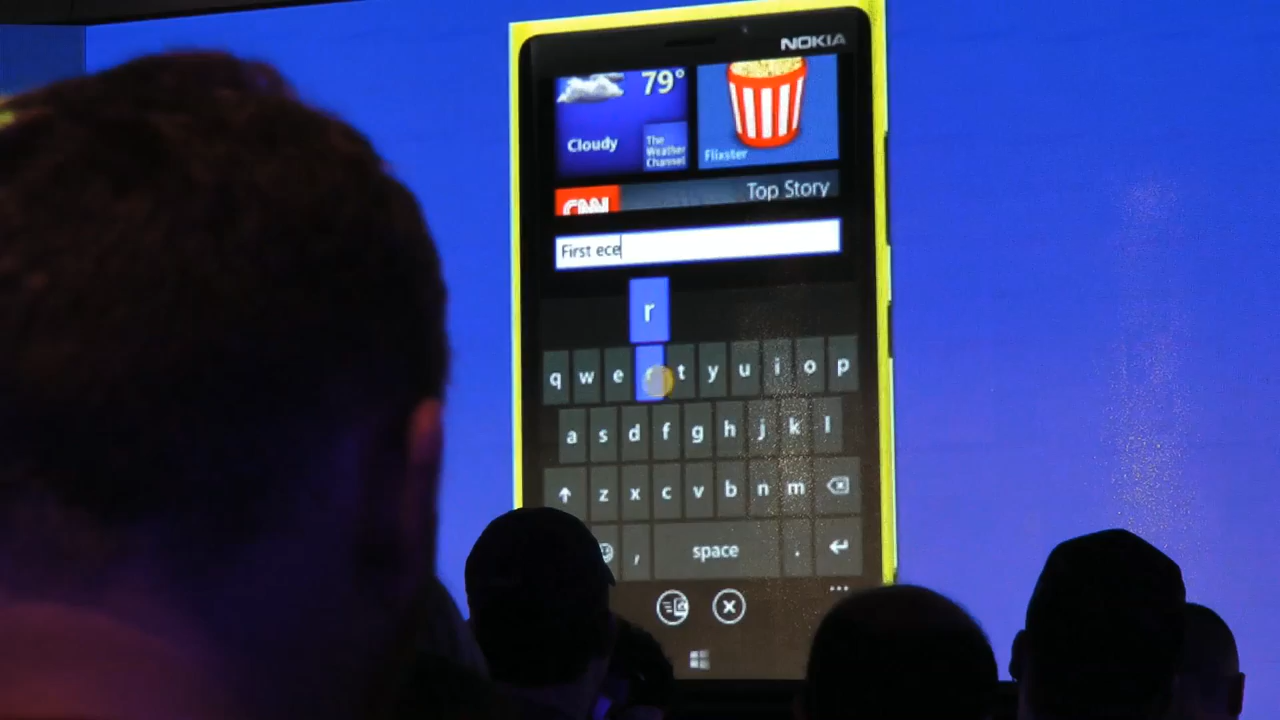 NOKIA
79°
Cloudy
The
Weather
Channel
Flixster
CNN
Top Story
First ece
r
q w e r t y u i o p
a s d f g h j k l
z x c v b n m
, space .